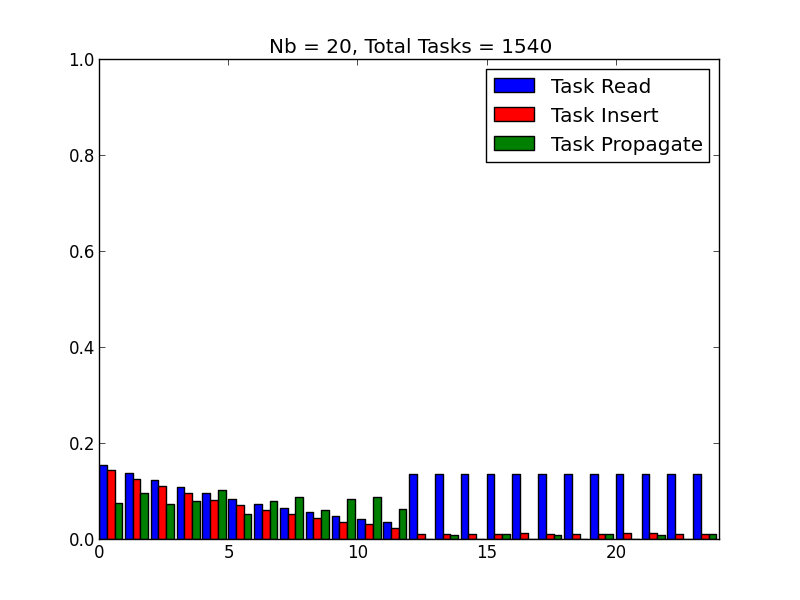 Nb = 20, Total Tasks = 1540
1.0
0.8
0.6
0.4
0.2
0.0
Task Read
Task Insert
Task Propagate
0 5 10 15 20